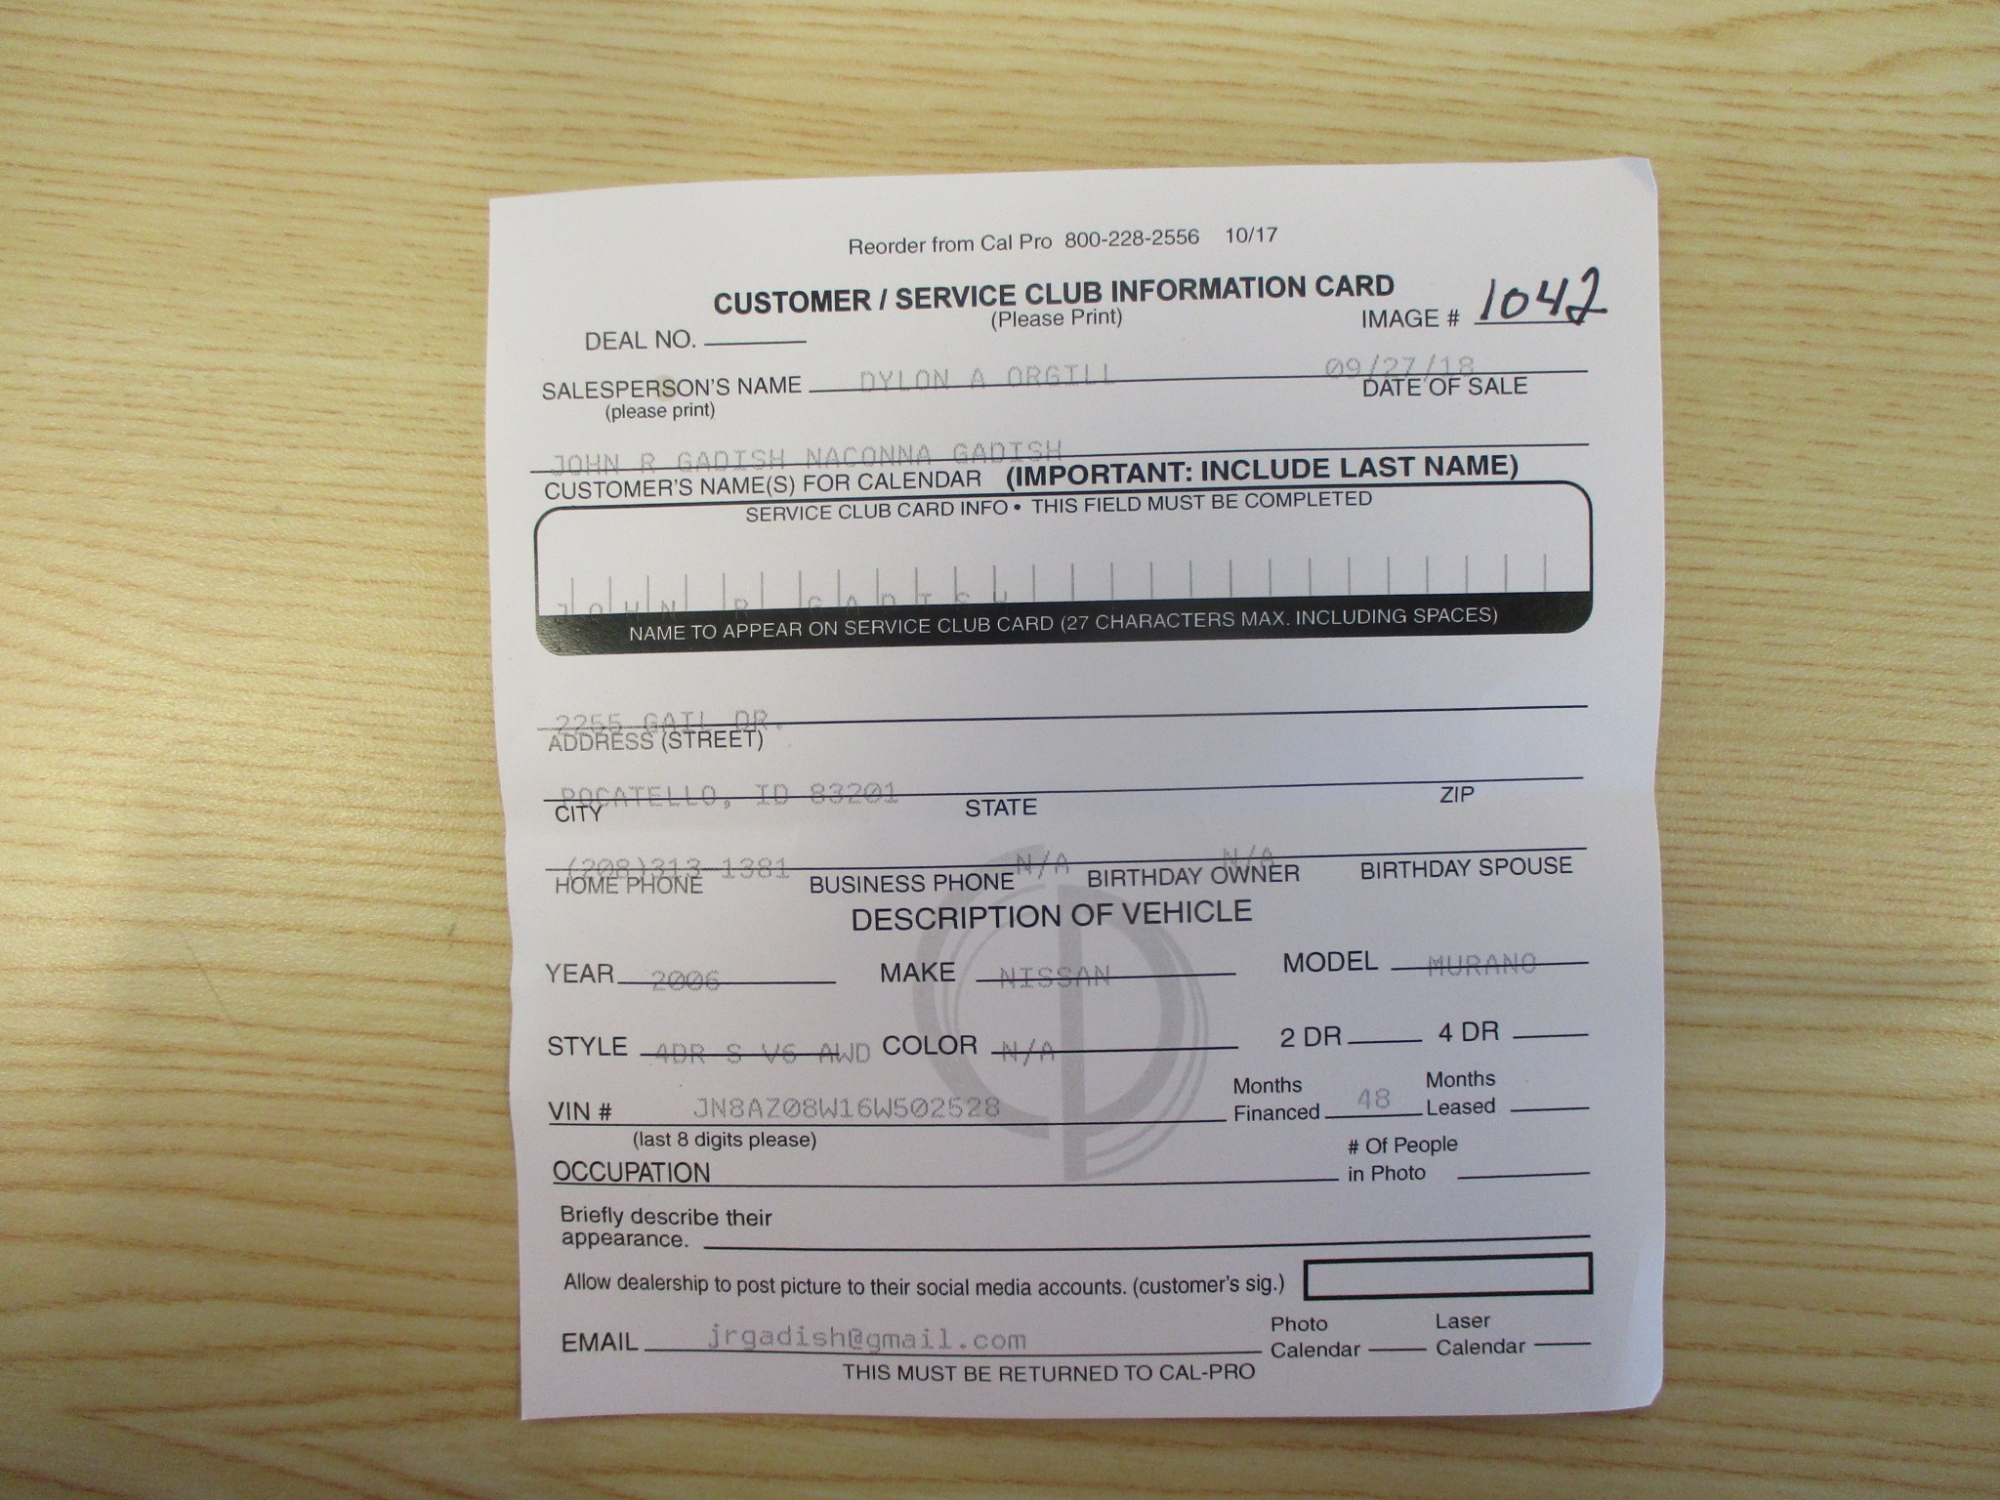 Reorder from Cal Pro 800-228-2556 10/17
CUSTOMER / SERVICE CLUB INFORMATION CARD
(Please Print)
IMAGE # 1042
DEAL NO.
SALESPERSON'S NAME DYLON A ORGILL 09/27/18
(please print) DATE OF SALE
JOHN R GADISH NACONNA GADISH
CUSTOMER'S NAME(S) FOR CALENDAR (IMPORTANT: INCLUDE LAST NAME)
SERVICE CLUB CARD INFO • THIS FIELD MUST BE COMPLETED
JOHN R GADISH
NAME TO APPEAR ON SERVICE CLUB CARD (27 CHARACTERS MAX. INCLUDING SPACES)
2255 GAIL DR.
ADDRESS (STREET)
POCATELLO, ID 83201
CITY STATE ZIP
(208)313-1381 N/A N/A
HOME PHONE BUSINESS PHONE BIRTHDAY OWNER BIRTHDAY SPOUSE
DESCRIPTION OF VEHICLE
YEAR 2006 MAKE NISSAN MODEL MURANO
STYLE 4DR S V6 AWD COLOR N/A 2 DR 4 DR
VIN # JN8AZ08W16W502528 Months Financed 48 Months Leased
(last 8 digits please)
OCCUPATION # Of People in Photo
Briefly describe their
appearance.
Allow dealership to post picture to their social media accounts. (customer's sig.)
EMAIL jrgadish@gmail.com Photo Calendar Laser Calendar
THIS MUST BE RETURNED TO CAL-PRO